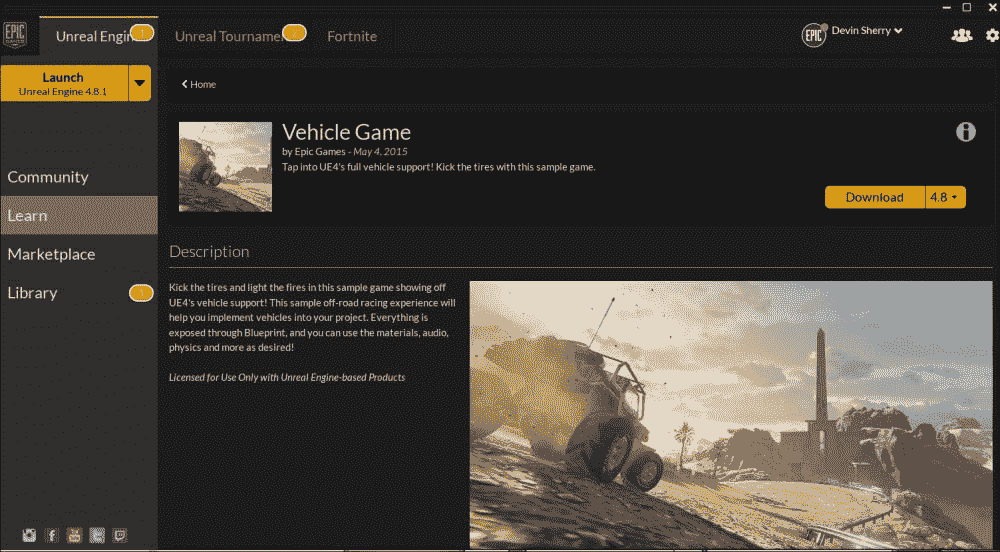 EPIC GAMES
Unreal Engin
1
Unreal Tourname
Fortnite
EPIC
Devin Sherry
Launch
Unreal Engine 4.8.1
Home
Vehicle Game
by Epic Games - May 4, 2015
Tap into UE4's full vehicle support! Kick the tires with this sample game.
Download
4.8
Community
Learn
Marketplace
Library
1
Description
Kick the tires and light the fires in this sample game showing off
UE4's vehicle support! This sample off-road racing experience will
help you implement vehicles into your project. Everything is
exposed through Blueprint, and you can use the materials, audio,
physics and more as desired!
Licensed for Use Only with Unreal Engine-based Products